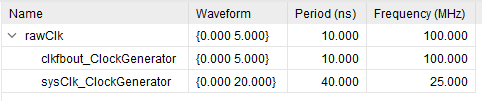 Name Waveform Period (ns) Frequency (MHz)
rawClk {0.000 5.000} 10.000 100.000
clkfbout_ClockGenerator {0.000 5.000} 10.000 100.000
sysClk_ClockGenerator {0.000 20.000} 40.000 25.000